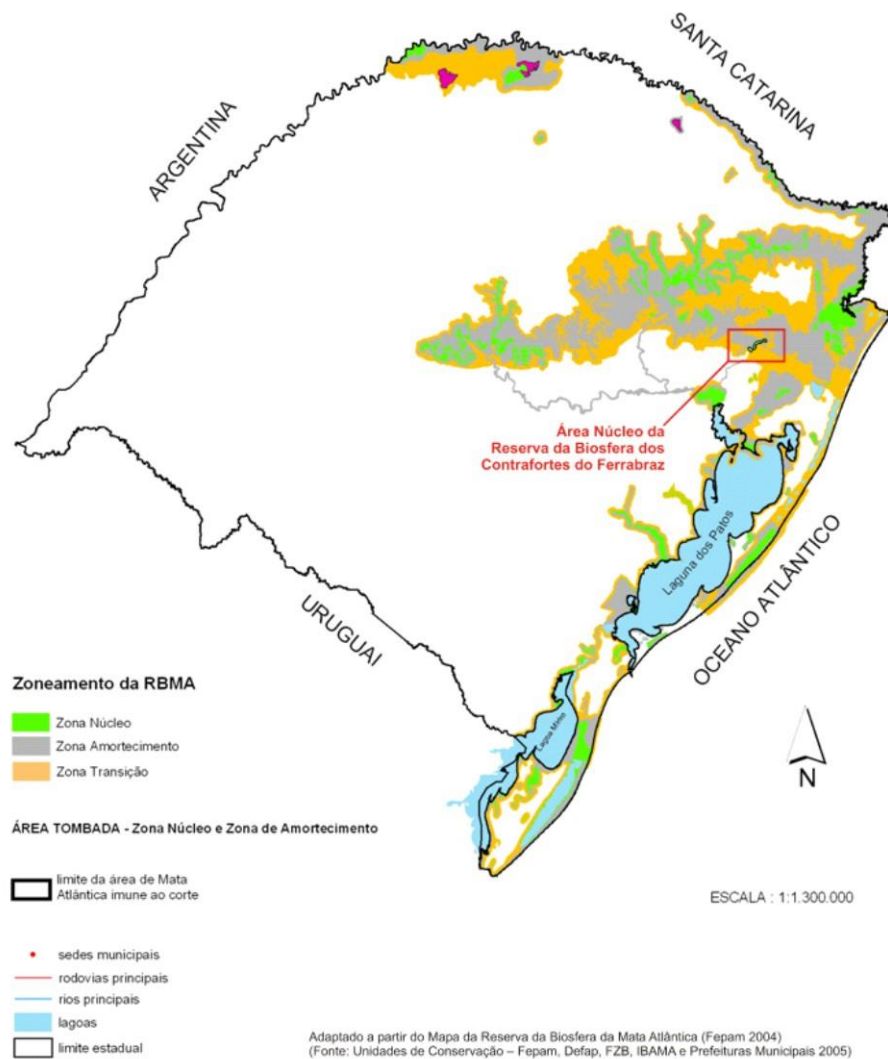 SANTA CATARINA
ARGENTINA
Área Núcleo da
Reserva da Biosfera dos
Contrafortes do Ferrabraz
Laguna dos Patos
OCEANO ATLÂNTICO
URUGUAI
Lagoa Mirim
Zoneamento da RBMA
Zona Núcleo
Zona Amortecimento
Zona Transição
N
ÁREA TOMBADA - Zona Núcleo e Zona de Amortecimento
limite da área de Mata
Atlântica imune ao corte
ESCALA : 1:1.300.000
sedes municipais
rodovias principais
rios principais
lagoas
limite estadual
Adaptado a partir do Mapa da Reserva da Biosfera da Mata Atlântica (Fepam 2004)
(Fonte: Unidades de Conservação – Fepam, Defap, FZB, IBAMA e Prefeituras Municipais 2005)